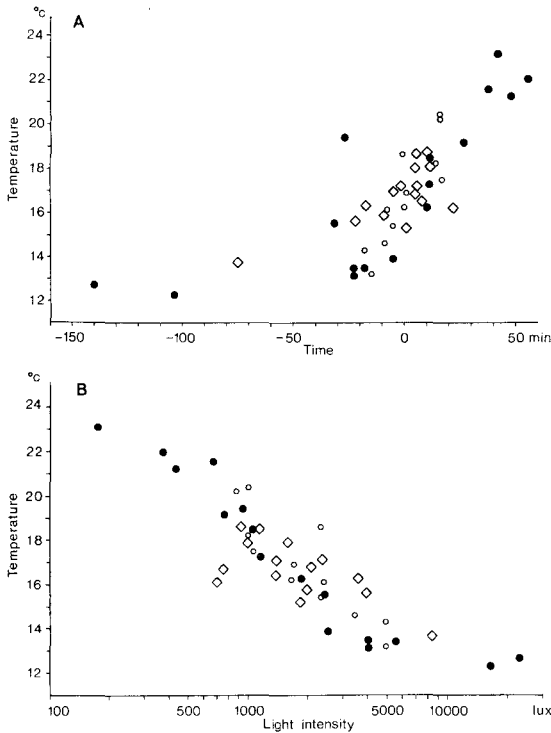 °C
A
24
22
20
18
16
14
12
Temperature
-150 -100 -50 0 50 min
Time
°C
B
24
22
20
18
16
14
12
Temperature
100 500 1000 5000 10000 lux
Light intensity